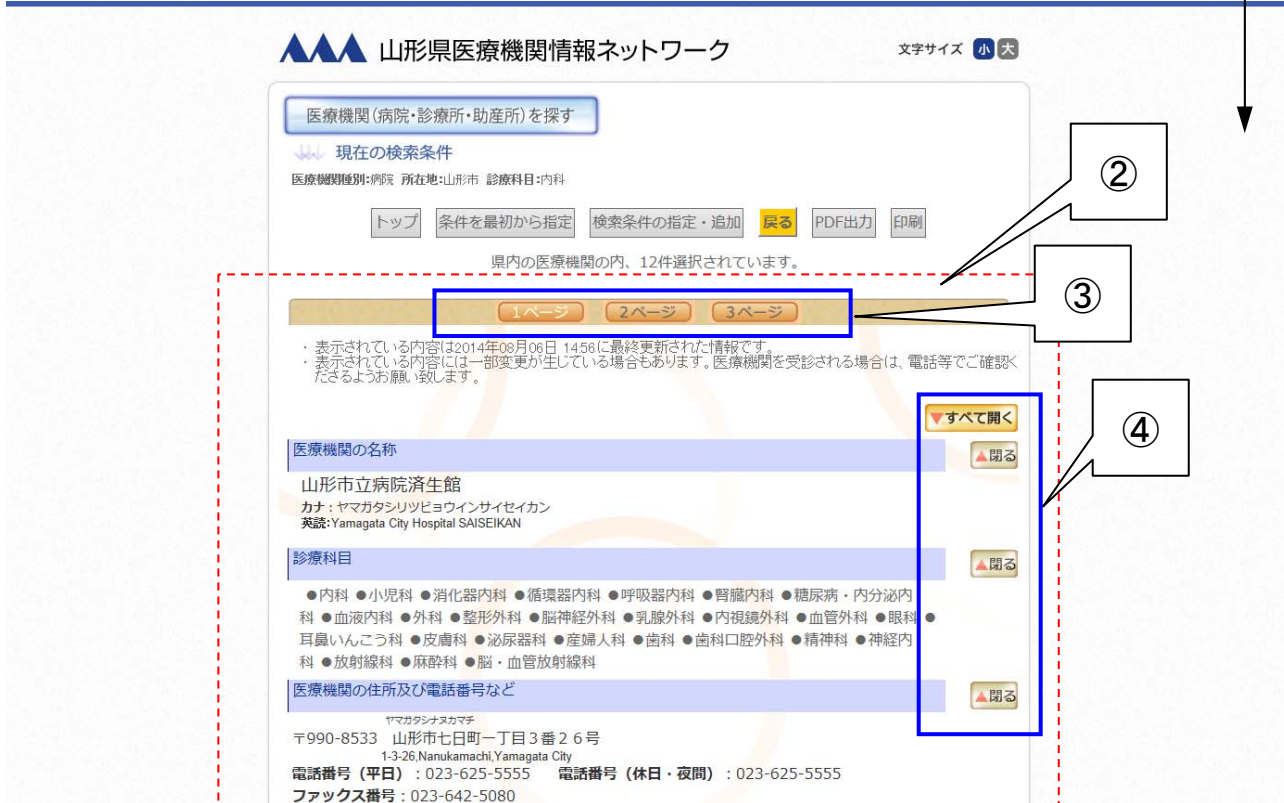 山形県医療機関情報ネットワーク
文字サイズ 小 大
医療機関(病院・診療所・助産所)を探す
現在の検索条件
医療機関種別:病院 所在地:山形市 診療科目:内科
②
トップ 条件を最初から指定 検索条件の指定・追加 戻る PDF出力 印刷
県内の医療機関の内、12件選択されています。
③
1ページ 2ページ 3ページ
・表示されている内容は2014年08月06日 1456に最終更新された情報です。
・表示されている内容には一部変更が生じている場合もあります。医療機関を受診される場合は、電話等でご確認く
ださるようお願い致します。
▼すべて開く
④
医療機関の名称
▲閉る
山形市立病院済生館
カナ:ヤマガタシリツビョウインサイセイカン
英読:Yamagata City Hospital SAISEIKAN
診療科目
▲閉る
●内科 ●小児科 ●消化器内科 ●循環器内科 ●呼吸器内科 ●腎臓内科 ●糖尿病・内分泌内
科 ●血液内科 ●外科 ●整形外科 ●脳神経外科 ●乳腺外科 ●内視鏡外科 ●血管外科 ●眼科 ●
耳鼻いんこう科 ●皮膚科 ●泌尿器科 ●産婦人科 ●歯科 ●歯科口腔外科 ●精神科 ●神経内
科 ●放射線科 ●麻酔科 ●脳・血管放射線科
医療機関の住所及び電話番号など
▲閉る
ヤマガタシナヌカマチ
〒990-8533 山形市七日町一丁目3番26号
1-3-26,Nanukamachi,Yamagata City
電話番号(平日):023-625-5555 電話番号(休日・夜間):023-625-5555
ファックス番号:023-642-5080